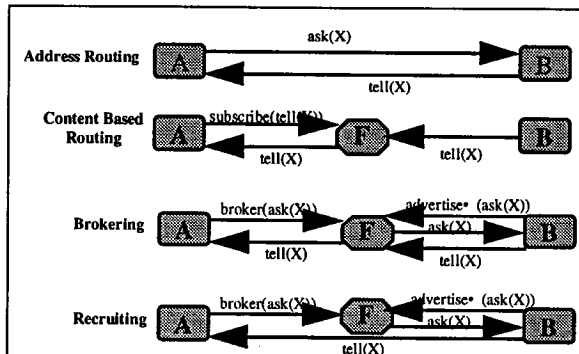 ask(X)
Address Routing
A
B
tell(X)
Content Based
Routing
subscribe(tell(X))
A
F
B
tell(X)
tell(X)
Brokering
broker(ask(X))
advertise• (ask(X))
A
F
ask(X)
B
tell(X)
tell(X)
Recruiting
broker(ask(X))
advertise• (ask(X))
A
F
ask(X)
B
tell(X)